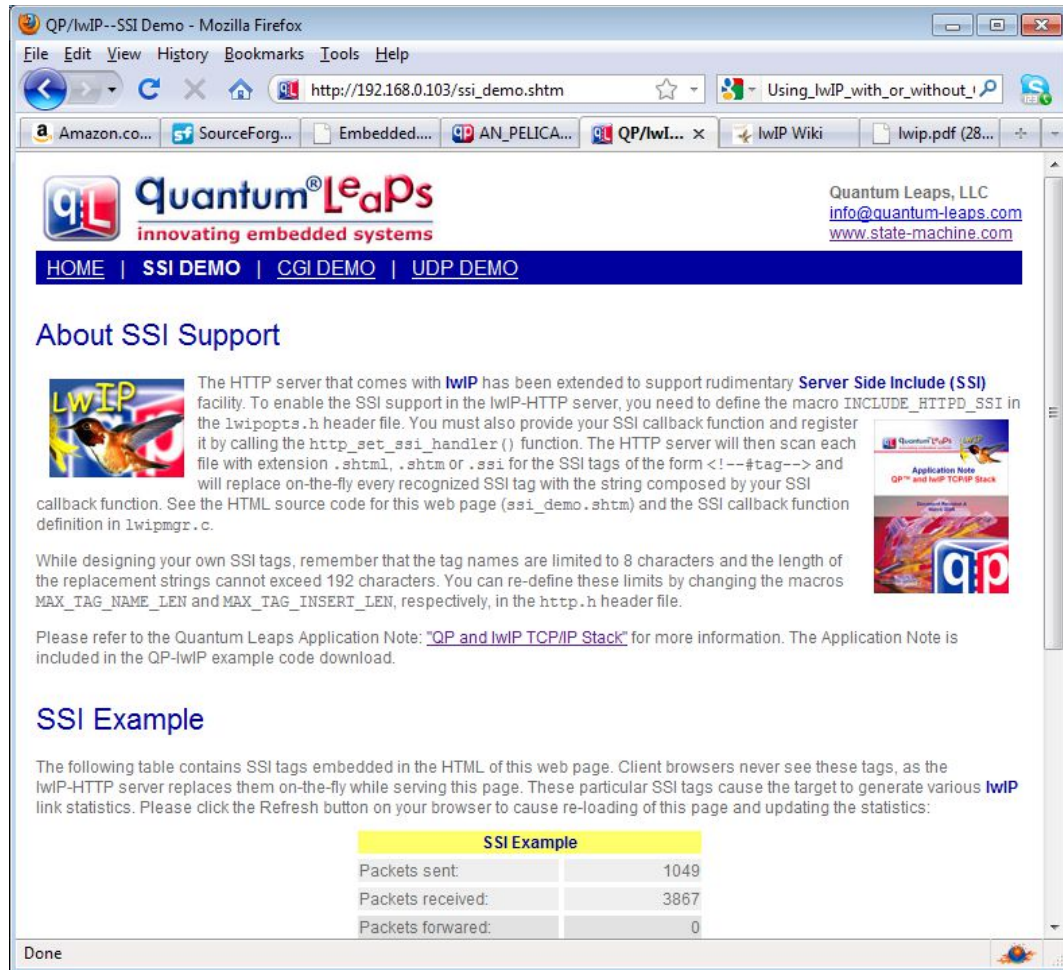 QP/lwIP--SSI Demo - Mozilla Firefox
File Edit View History Bookmarks Tools Help
http://192.168.0.103/ssi_demo.shtm
Using_lwIP_with_or_without_
Amazon.co... SourceForg... Embedded.... AN_PELICA... QP/lwI... lwIP Wiki lwip.pdf (28...
qL quantum®LeaPs
innovating embedded systems
Quantum Leaps, LLC
info@quantum-leaps.com
www.state-machine.com
HOME | SSI DEMO | CGI DEMO | UDP DEMO
About SSI Support
LWIP
The HTTP server that comes with lwIP has been extended to support rudimentary Server Side Include (SSI)
facility. To enable the SSI support in the lwIP-HTTP server, you need to define the macro INCLUDE_HTTPD_SSI in
the lwipopts.h header file. You must also provide your SSI callback function and register
it by calling the http_set_ssi_handler() function. The HTTP server will then scan each
file with extension .shtml, .shtm or .ssi for the SSI tags of the form <!--#tag--> and
will replace on-the-fly every recognized SSI tag with the string composed by your SSI
callback function. See the HTML source code for this web page (ssi_demo.shtm) and the SSI callback function
definition in lwipmgr.c.
quantum LeaPs
Application Note
QP™ and lwIP TCP/IP Stack
qp
While designing your own SSI tags, remember that the tag names are limited to 8 characters and the length of
the replacement strings cannot exceed 192 characters. You can re-define these limits by changing the macros
MAX_TAG_NAME_LEN and MAX_TAG_INSERT_LEN, respectively, in the http.h header file.
Please refer to the Quantum Leaps Application Note: "QP and lwIP TCP/IP Stack" for more information. The Application Note is
included in the QP-lwIP example code download.
SSI Example
The following table contains SSI tags embedded in the HTML of this web page. Client browsers never see these tags, as the
lwIP-HTTP server replaces them on-the-fly while serving this page. These particular SSI tags cause the target to generate various lwIP
link statistics. Please click the Refresh button on your browser to cause re-loading of this page and updating the statistics:
SSI Example
Packets sent: 1049
Packets received: 3867
Packets forwared: 0
Done